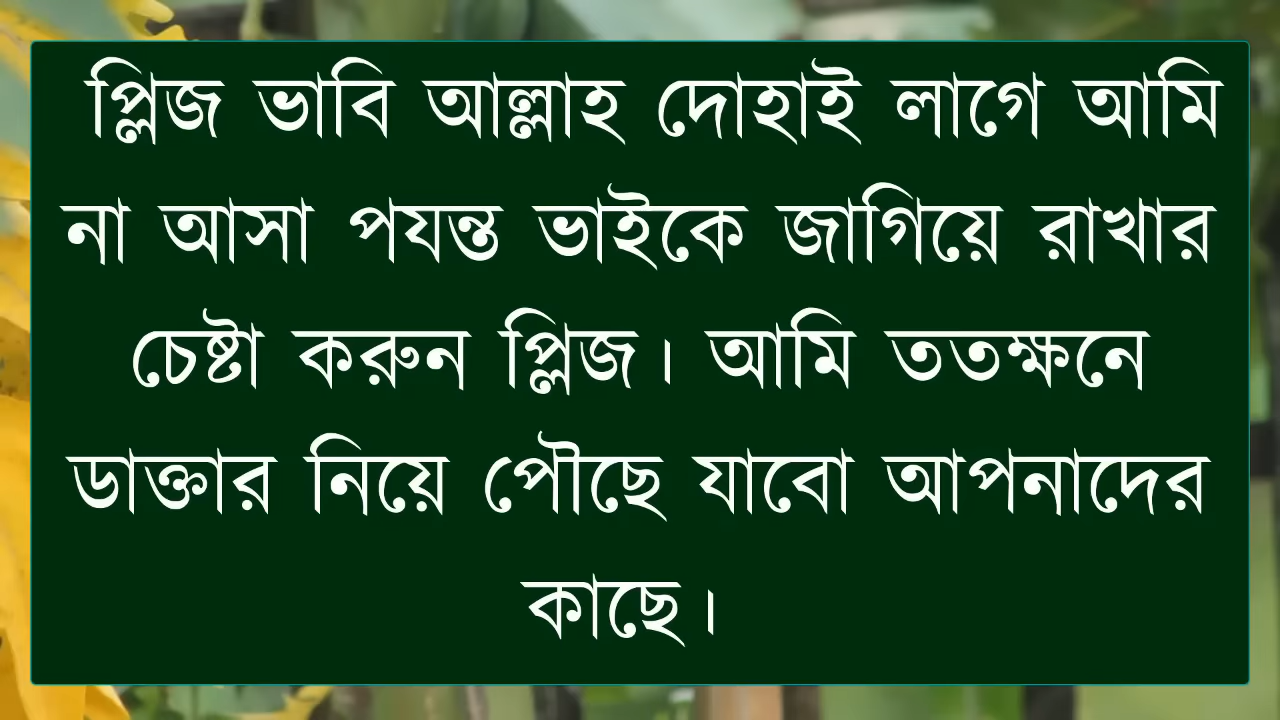 প্লিজ ভাবি আল্লাহ দোহাই লাগে আমি
না আসা পযন্ত ভাইকে জাগিয়ে রাখার
চেষ্টা করুন প্লিজ। আমি ততক্ষনে
ডাক্তার নিয়ে পৌছে যাবো আপনাদের
কাছে।